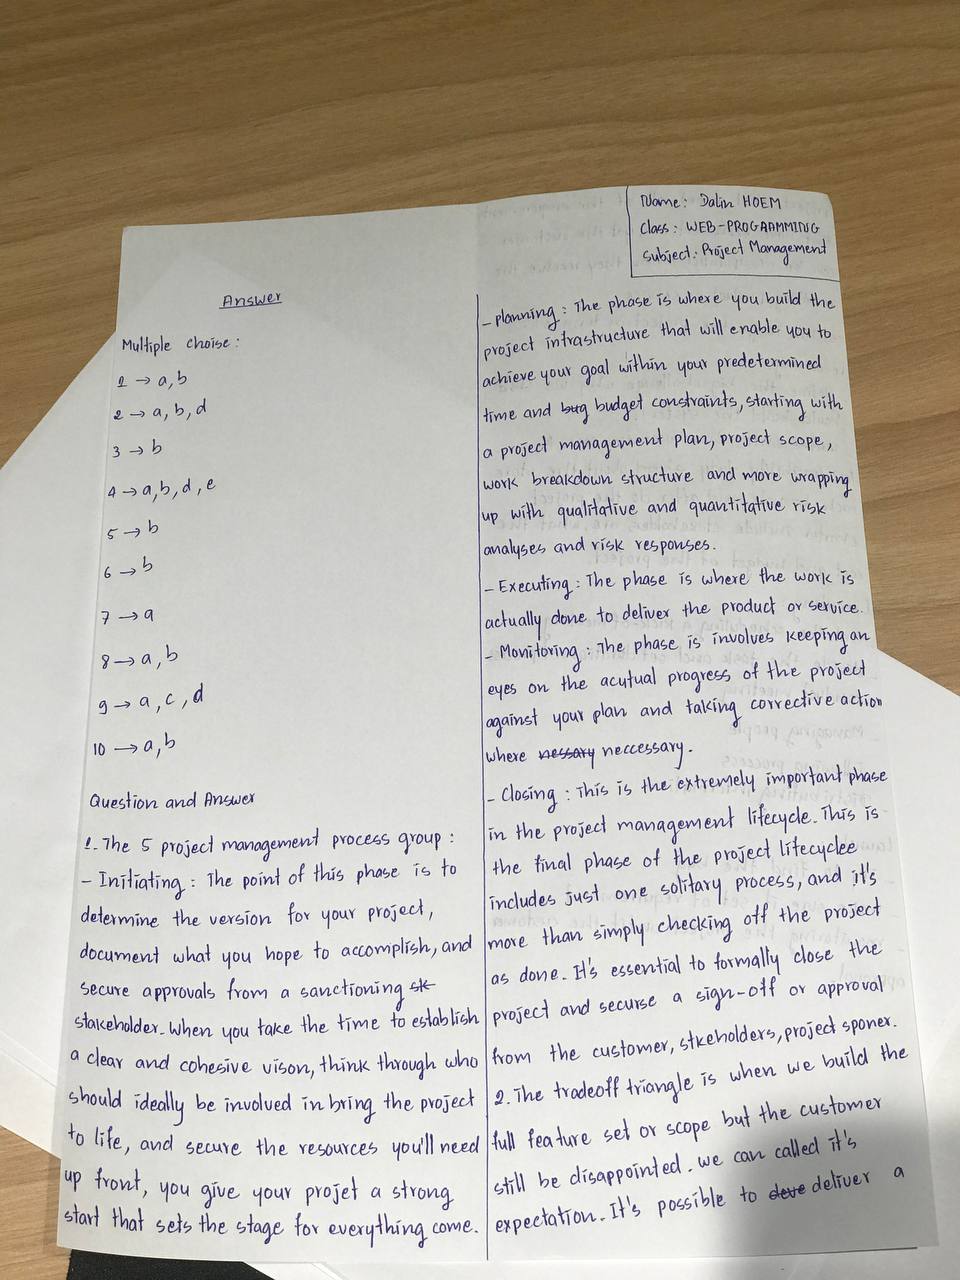 Name: Dalin HOEM
Class: WEB-PROGRAMMING
Subject: Project Management
Answer
Multiple choise:
1 → a,b
2 → a,b,d
3 → b
4 → a,b,d,e
5 → b
6 → b
7 → a
8 → a,b
9 → a,c,d
10 → a,b
Question and Answer
1. The 5 project management process group:
- Initiating: The point of this phase is to
determine the version for your project,
document what you hope to accomplish, and
secure approvals from a sanctioning sk
stakeholder. When you take the time to establish
a clear and cohesive vison, think through who
should ideally be involved in bring the project
to life, and secure the resources you'll need
up front, you give your projet a strong
start that sets the stage for everything come.
- Planning: The phase is where you build the
project infrastructure that will enable you to
achieve your goal within your predetermined
time and bug budget constraints, starting with
a project management plan, project scope,
work breakdown structure and more wrapping
up with qualitative and quantitative risk
analyses and risk responses.
- Executing: The phase is where the work is
actually done to deliver the product or service.
- Monitoring: The phase is involves keeping an
eyes on the acutual progress of the project
against your plan and taking corrective action
where nessary neccessary.
- Closing: This is the extremely important phase
in the project management lifecycle. This is
the final phase of the project lifecyclee
includes just one solitary process, and it's
more than simply checking off the project
as done. It's essential to formally close the
project and securse a sign-off or approval
from the customer, stkeholders, project sponer.
2. The tradeoff triangle is when we build the
full feature set or scope but the customer
still be disappointed. we can called it's
expectation. It's possible to deve deliver a